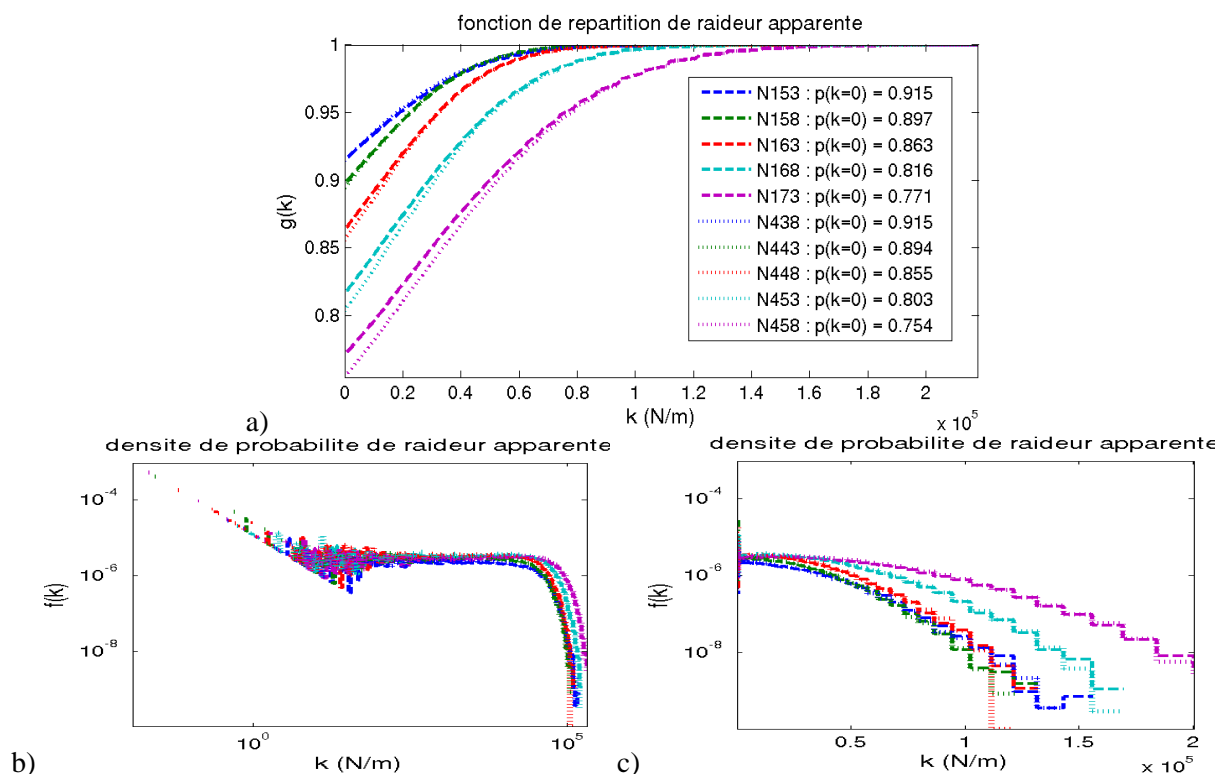 fonction de repartition de raideur apparente
1
0.95
0.9
0.85
0.8
g(k)
N153 : p(k=0) = 0.915
N158 : p(k=0) = 0.897
N163 : p(k=0) = 0.863
N168 : p(k=0) = 0.816
N173 : p(k=0) = 0.771
N438 : p(k=0) = 0.915
N443 : p(k=0) = 0.894
N448 : p(k=0) = 0.855
N453 : p(k=0) = 0.803
N458 : p(k=0) = 0.754
0 0.2 0.4 0.6 0.8 1 1.2 1.4 1.6 1.8 2
k (N/m)
x 10^5
a)
densite de probabilite de raideur apparente
10^-4
10^-6
10^-8
f(k)
10^0 10^5
k (N/m)
b)
densite de probabilite de raideur apparente
10^-4
10^-6
10^-8
f(k)
0.5 1 1.5 2
k (N/m)
x 10^5
c)